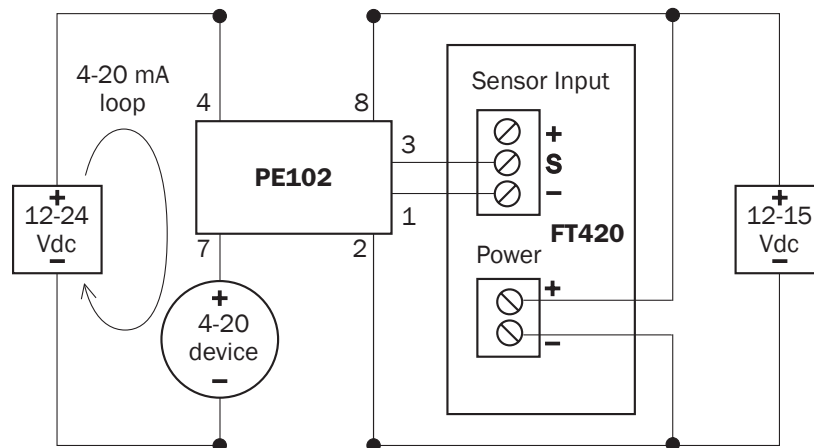 4-20 mA
loop
4
8
Sensor Input
3
+
S
−
PE102
1
FT420
+
12-24
Vdc
−
+
12-15
Vdc
−
7
2
Power
+
−
+
4-20
device
−